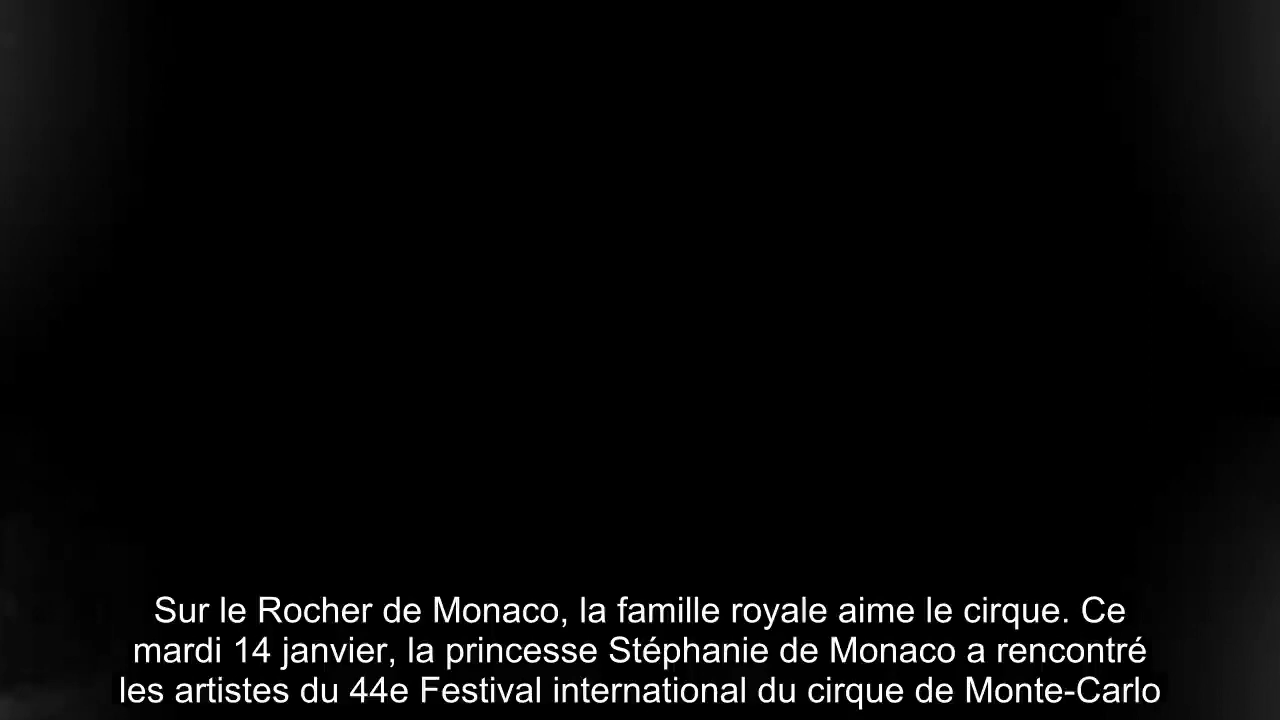 Sur le Rocher de Monaco, la famille royale aime le cirque. Ce
mardi 14 janvier, la princesse Stéphanie de Monaco a rencontré
les artistes du 44e Festival international du cirque de Monte-Carlo